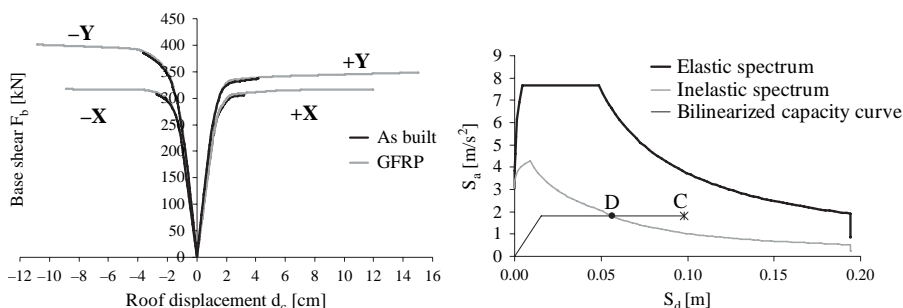 Base shear F_b [kN]
450
400
350
300
250
200
150
100
50
0
−Y
+Y
−X
+X
As built
GFRP
−12 −10 −8 −6 −4 −2 0 2 4 6 8 10 12 14 16
Roof displacement d_c [cm]
S_a [m/s²]
9
8
7
6
5
4
3
2
1
0
Elastic spectrum
Inelastic spectrum
Bilinearized capacity curve
D
C
0.00 0.05 0.10 0.15 0.20
S_d [m]